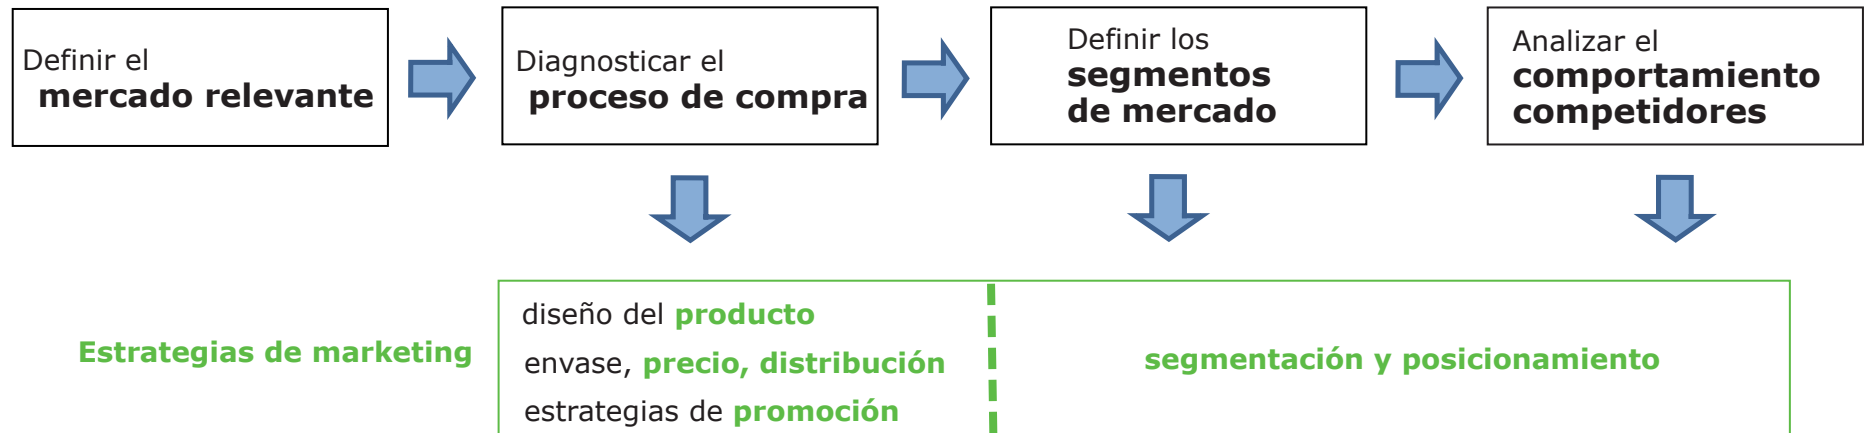 Definir el
mercado relevante
Diagnosticar el
proceso de compra
Definir los
segmentos
de mercado
Analizar el
comportamiento
competidores
Estrategias de marketing
diseño del producto
envase, precio, distribución
estrategias de promoción
segmentación y posicionamiento